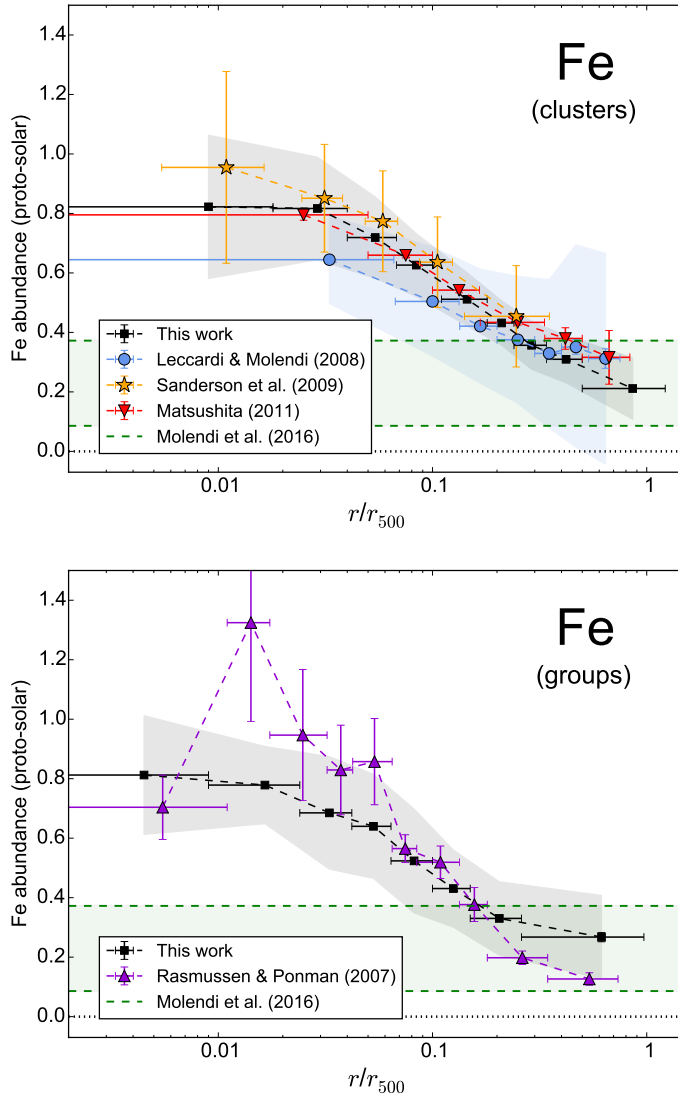 1.4
Fe
(clusters)
1.2
1.0
0.8
0.6
0.4
0.2
0.0
Fe abundance (proto-solar)
This work
Leccardi & Molendi (2008)
Sanderson et al. (2009)
Matsushita (2011)
Molendi et al. (2016)
0.01 0.1 1
r/r500
1.4
Fe
(groups)
1.2
1.0
0.8
0.6
0.4
0.2
0.0
Fe abundance (proto-solar)
This work
Rasmussen & Ponman (2007)
Molendi et al. (2016)
0.01 0.1 1
r/r500